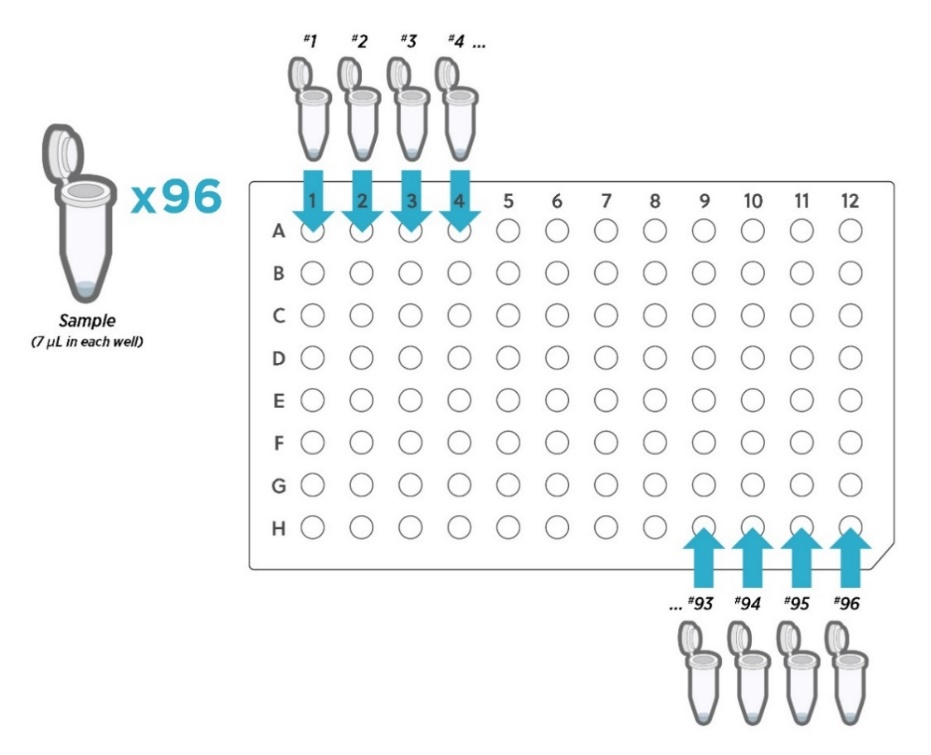 #1 #2 #3 #4 ...
x96
1 2 3 4 5 6 7 8 9 10 11 12
A
B
C
D
E
F
G
H
Sample
(7 µL in each well)
... #93 #94 #95 #96